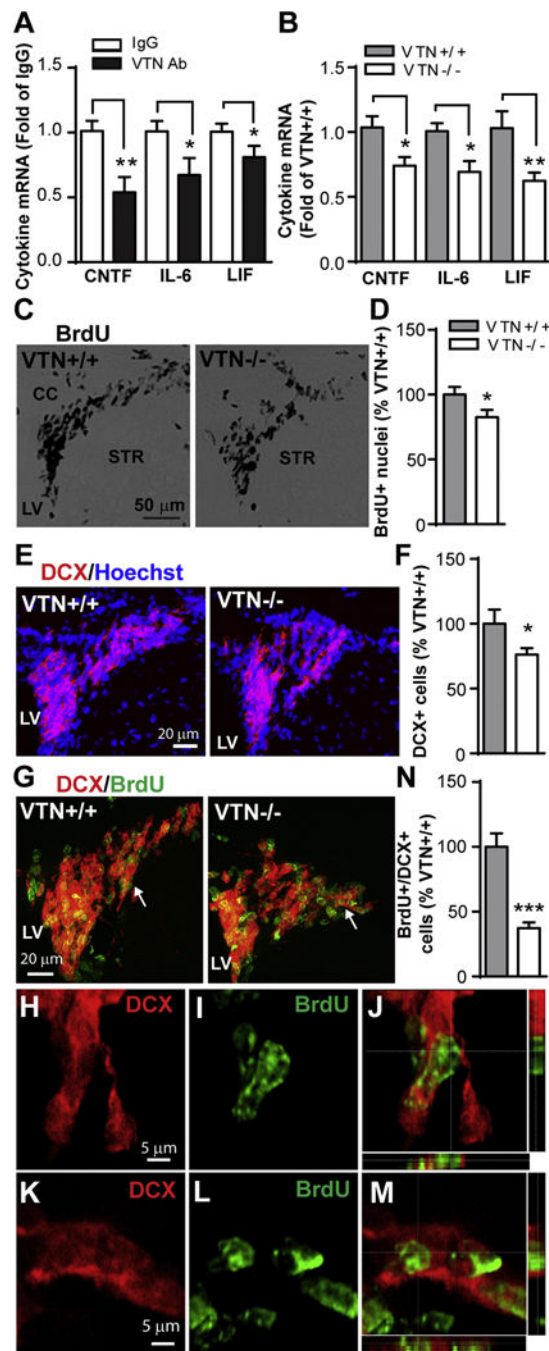 A
IgG
VTN Ab
Cytokine mRNA (Fold of IgG)
1.5
1.0
0.5
0.0
**
*
*
CNTF IL-6 LIF
B
VTN+/+
VTN-/-
Cytokine mRNA
(Fold of VTN+/+)
1.5
1.0
0.5
0.0
*
*
**
CNTF IL-6 LIF
C
BrdU
VTN+/+
CC
STR
LV
50 µm
VTN-/-
STR
D
VTN+/+
VTN-/-
BrdU+ nuclei (% VTN+/+)
150
100
50
0
*
E
DCX/Hoechst
VTN+/+
LV
20 µm
VTN-/-
LV
F
DCX+ cells (% VTN+/+)
150
100
50
0
*
G
DCX/BrdU
VTN+/+
LV
20 µm
VTN-/-
LV
N
BrdU+/DCX+
cells (% VTN+/+)
150
100
50
0
***
H DCX
5 µm
I BrdU
J
K DCX
5 µm
L BrdU
M